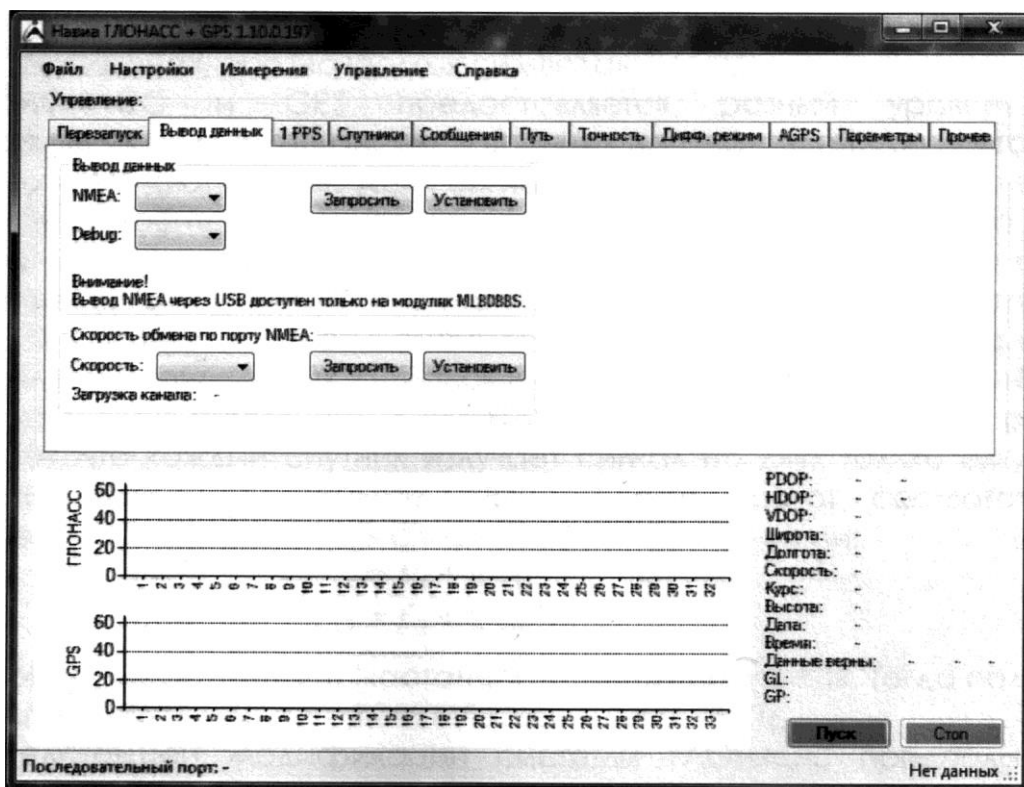 Навиа ГЛОНАСС + GPS 1.10.0.197
Файл Настройки Измерения Управление Справка
Управление:
Перезапуск Вывод данных 1 PPS Спутники Сообщения Путь Точность Дифф. режим AGPS Параметры Прочее
Вывод данных
NMEA: Запросить Установить
Debug:
Внимание!
Вывод NMEA через USB доступен только на модулях ML8088S.
Скорость обмена по порту NMEA:
Скорость: Запросить Установить
Загрузка канала: -
ГЛОНАСС
60
40
20
0
1 2 3 4 5 6 7 8 9 10 11 12 13 14 15 16 17 18 19 20 21 22 23 24 25 26 27 28 29 30 31 32
GPS
60
40
20
0
1 2 3 4 5 6 7 8 9 10 11 12 13 14 15 16 17 18 19 20 21 22 23 24 25 26 27 28 29 30 31 32 33
PDOP: - -
HDOP: - -
VDOP: -
Широта: -
Долгота: -
Скорость: -
Курс: -
Высота: -
Дата: -
Время: -
Данные верны: - - -
GL:
GP:
Пуск Стоп
Последовательный порт: - Нет данных